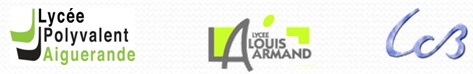 Lycée
Polyvalent
Aiguerande
LYCEE
LOUIS
ARMAND
LCB